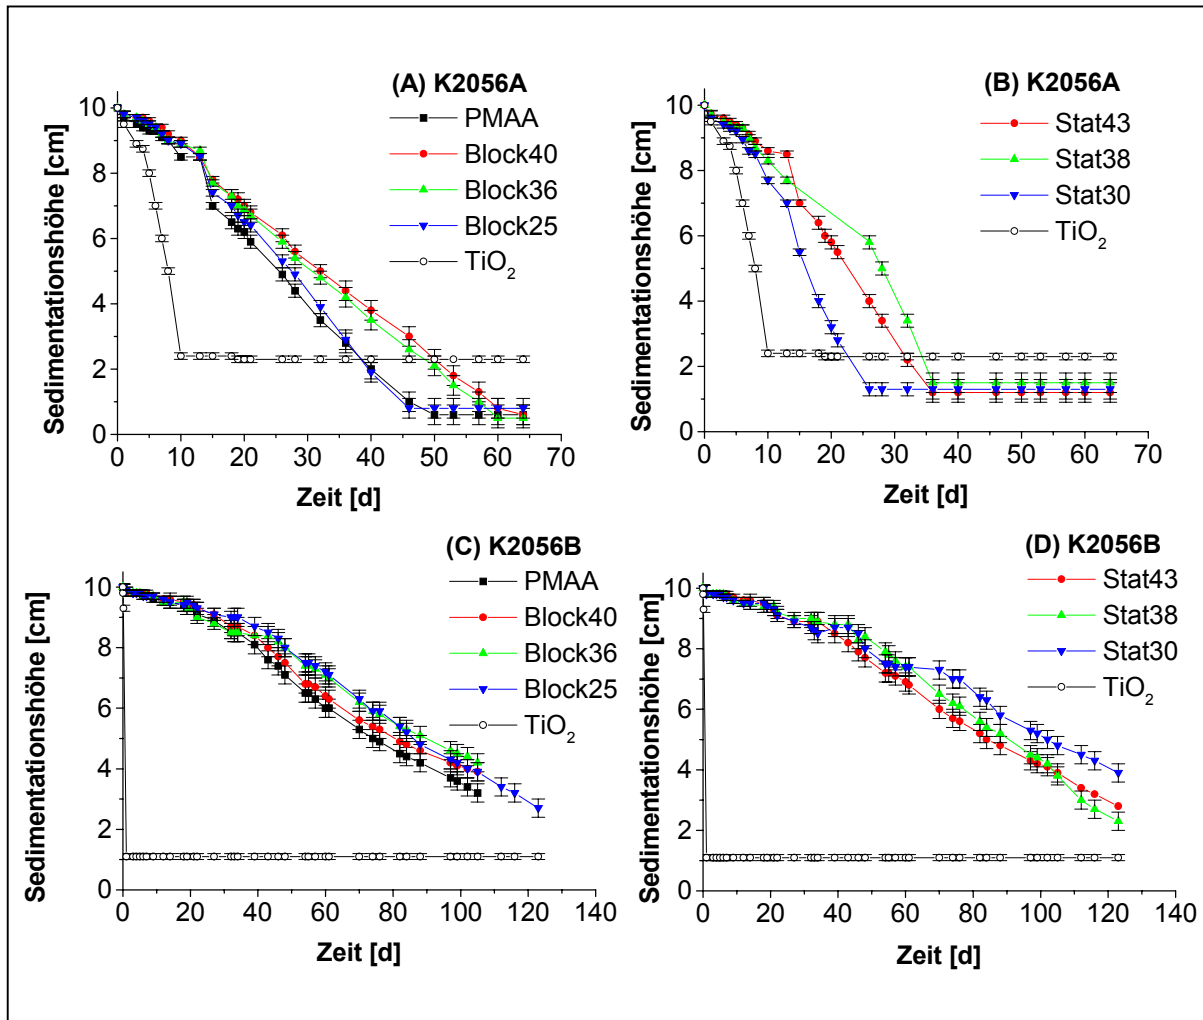 (A) K2056A
PMAA
Block40
Block36
Block25
TiO2
Sedimentationshöhe [cm]
10
8
6
4
2
0
0 10 20 30 40 50 60 70
Zeit [d]
(B) K2056A
Stat43
Stat38
Stat30
TiO2
Sedimentationshöhe [cm]
10
8
6
4
2
0
0 10 20 30 40 50 60 70
Zeit [d]
(C) K2056B
PMAA
Block40
Block36
Block25
TiO2
Sedimentationshöhe [cm]
10
8
6
4
2
0
0 20 40 60 80 100 120 140
Zeit [d]
(D) K2056B
Stat43
Stat38
Stat30
TiO2
Sedimentationshöhe [cm]
10
8
6
4
2
0
0 20 40 60 80 100 120 140
Zeit [d]